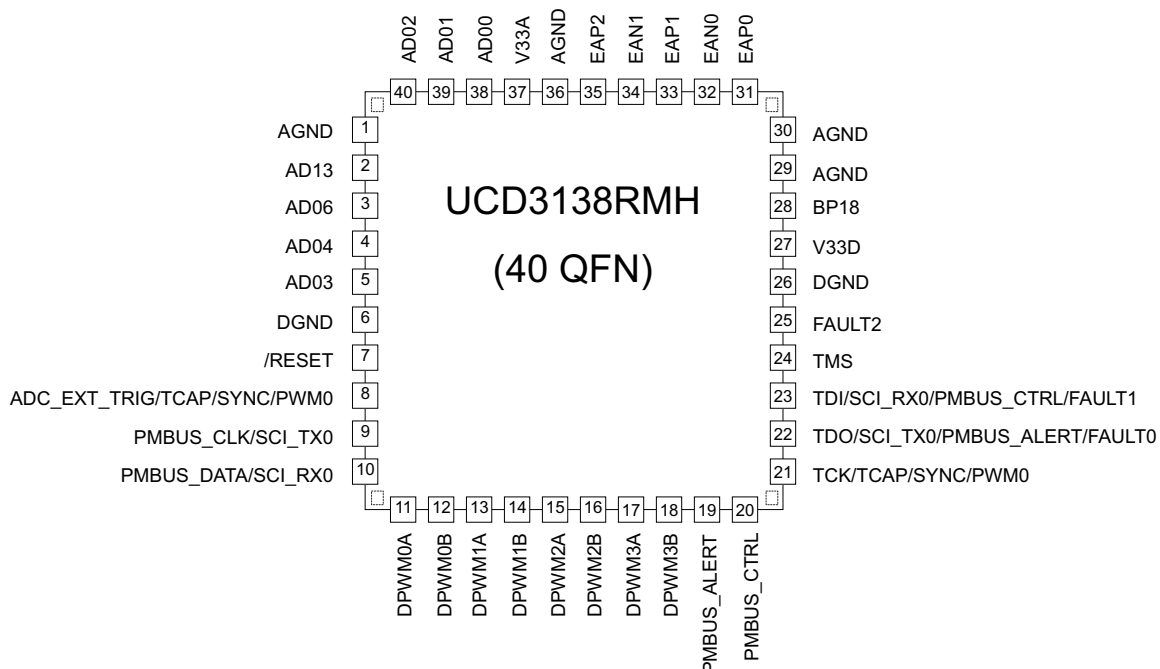 AD02
AD01
AD00
V33A
AGND
EAP2
EAN1
EAP1
EAN0
EAP0
40
39
38
37
36
35
34
33
32
31
AGND 1
AD13 2
AD06 3
AD04 4
AD03 5
DGND 6
/RESET 7
ADC_EXT_TRIG/TCAP/SYNC/PWM0 8
PMBUS_CLK/SCI_TX0 9
PMBUS_DATA/SCI_RX0 10
UCD3138RMH
(40 QFN)
30 AGND
29 AGND
28 BP18
27 V33D
26 DGND
25 FAULT2
24 TMS
23 TDI/SCI_RX0/PMBUS_CTRL/FAULT1
22 TDO/SCI_TX0/PMBUS_ALERT/FAULT0
21 TCK/TCAP/SYNC/PWM0
11
12
13
14
15
16
17
18
19
20
DPWM0A
DPWM0B
DPWM1A
DPWM1B
DPWM2A
DPWM2B
DPWM3A
DPWM3B
PMBUS_ALERT
PMBUS_CTRL